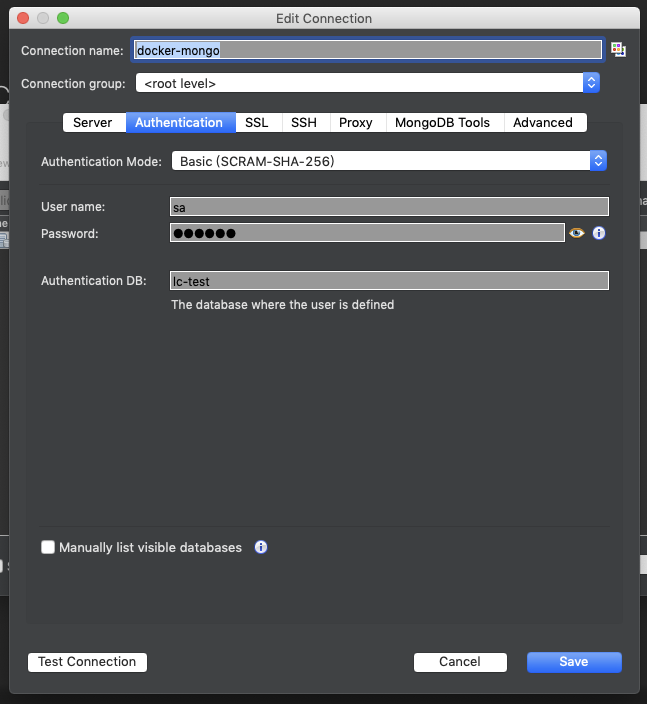 Edit Connection
Connection name: docker-mongo
Connection group: <root level>
Server Authentication SSL SSH Proxy MongoDB Tools Advanced
Authentication Mode: Basic (SCRAM-SHA-256)
User name: sa
Password: ●●●●●●
Authentication DB: lc-test
The database where the user is defined
Manually list visible databases
Test Connection Cancel Save